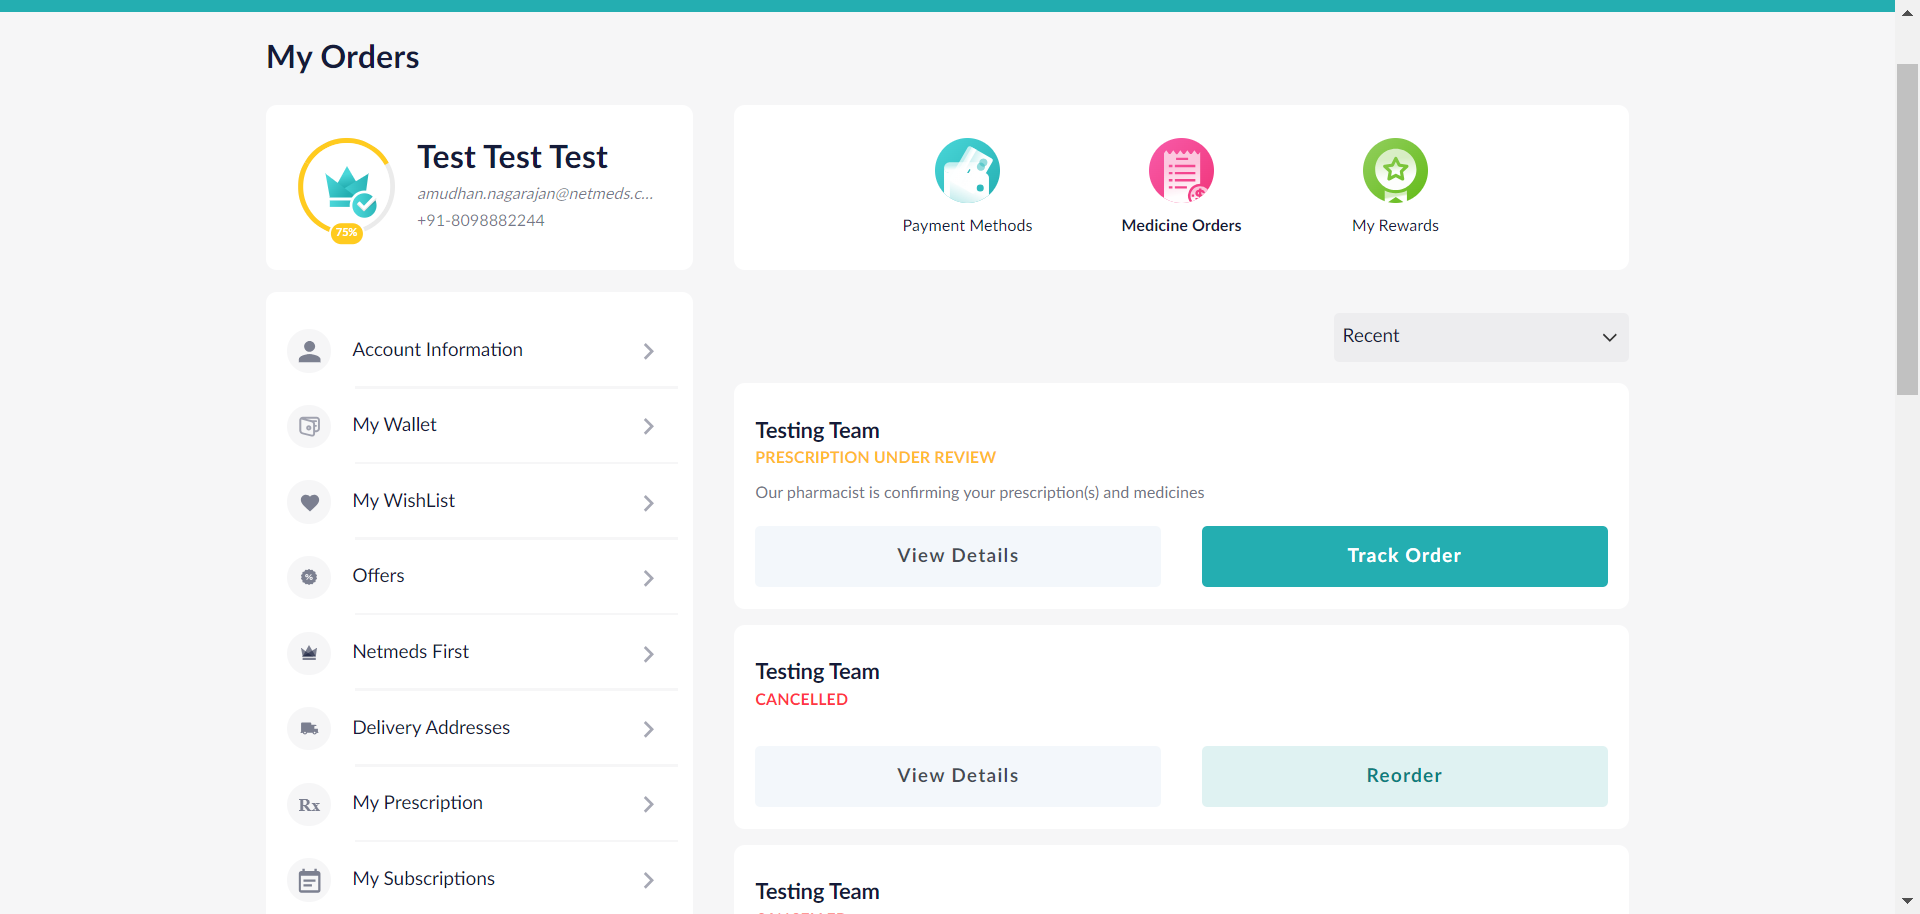 My Orders
Test Test Test
amudhan.nagarajan@netmeds.c...
+91-8098882244
75%
Payment Methods
Medicine Orders
My Rewards
Account Information
My Wallet
My WishList
Offers
Netmeds First
Delivery Addresses
Rx
My Prescription
My Subscriptions
Recent
Testing Team
PRESCRIPTION UNDER REVIEW
Our pharmacist is confirming your prescription(s) and medicines
View Details
Track Order
Testing Team
CANCELLED
View Details
Reorder
Testing Team